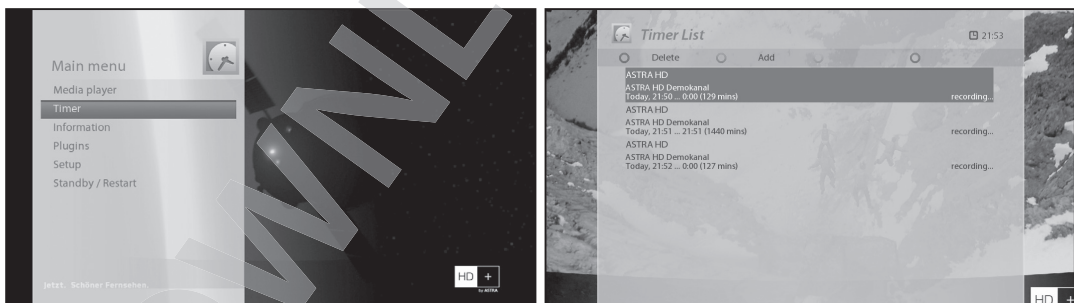 Main menu
Media player
Timer
Information
Plugins
Setup
Standby / Restart
Jetzt. Schöner Fernsehen.
HD +
by ASTRA
Timer List
21:53
Delete Add
ASTRA HD
ASTRA HD Demokanal
Today, 21:50 ... 0:00 (129 mins) recording...
ASTRA HD
ASTRA HD Demokanal
Today, 21:51 ... 21:51 (1440 mins) recording...
ASTRA HD
ASTRA HD Demokanal
Today, 21:52 ... 0:00 (127 mins) recording...
HD +